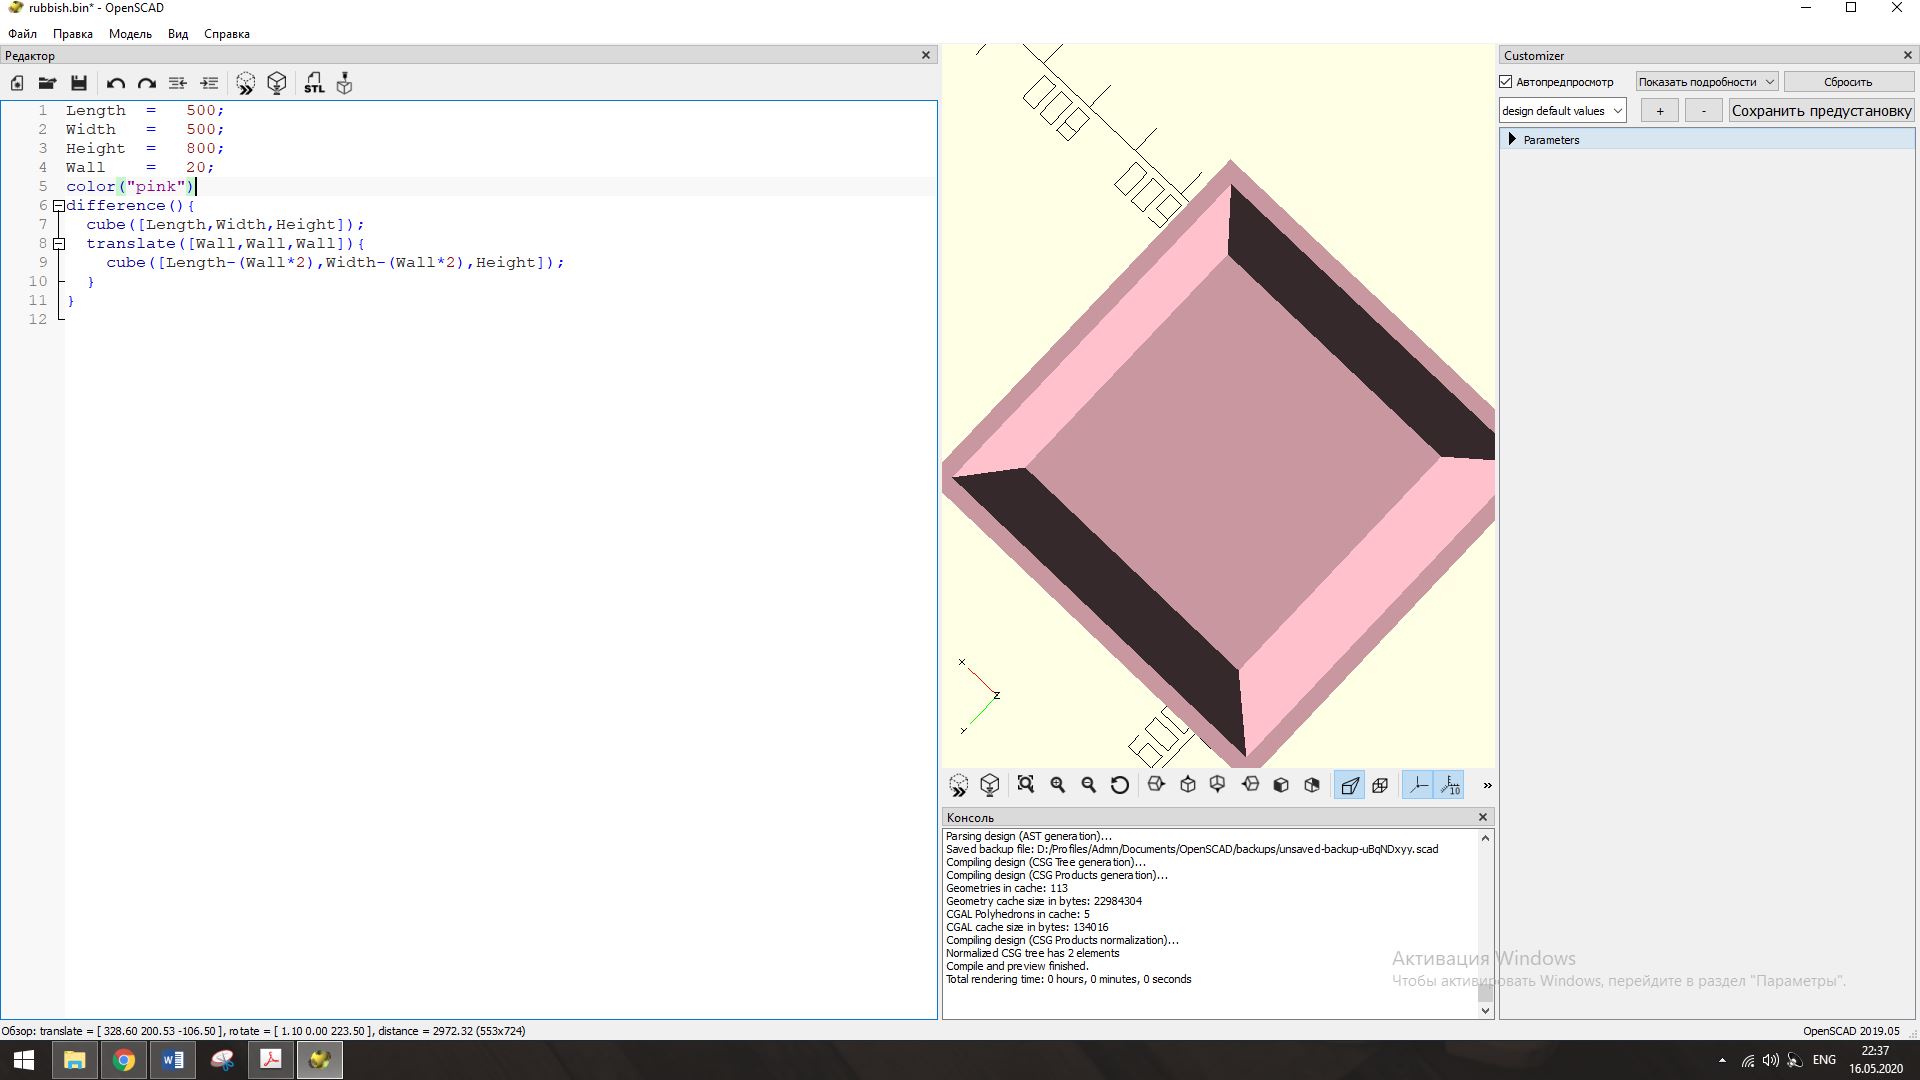 rubbish.bin* - OpenSCAD
Файл Правка Модель Вид Справка
Редактор
STL
1 Length = 500;
2 Width = 500;
3 Height = 800;
4 Wall = 20;
5 color("pink")
6 difference(){
7 cube([Length,Width,Height]);
8 translate([Wall,Wall,Wall]){
9 cube([Length-(Wall*2),Width-(Wall*2),Height]);
10 }
11 }
12
X
Z
Y
10
»
Консоль
Parsing design (AST generation)...
Saved backup file: D:/Profiles/Admn/Documents/OpenSCAD/backups/unsaved-backup-uBqNDxyy.scad
Compiling design (CSG Tree generation)...
Compiling design (CSG Products generation)...
Geometries in cache: 113
Geometry cache size in bytes: 22984304
CGAL Polyhedrons in cache: 5
CGAL cache size in bytes: 134016
Compiling design (CSG Products normalization)...
Normalized CSG tree has 2 elements
Compile and preview finished.
Total rendering time: 0 hours, 0 minutes, 0 seconds
Customizer
Автопредпросмотр Показать подробности Сбросить
design default values + - Сохранить предустановку
Parameters
Активация Windows
Чтобы активировать Windows, перейдите в раздел "Параметры".
Обзор: translate = [ 328.60 200.53 -106.50 ], rotate = [ 1.10 0.00 223.50 ], distance = 2972.32 (553x724)
OpenSCAD 2019.05
ENG
22:37
16.05.2020